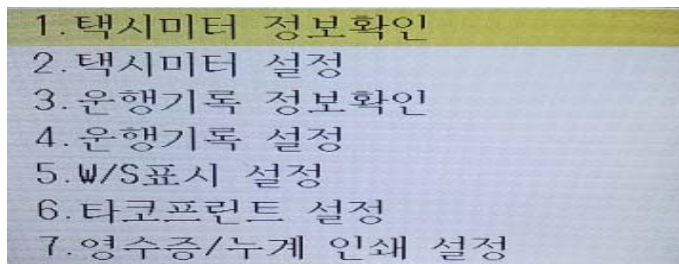 1.택시미터 정보확인
2.택시미터 설정
3.운행기록 정보확인
4.운행기록 설정
5.W/S표시 설정
6.타코프린트 설정
7.영수증/누계 인쇄 설정